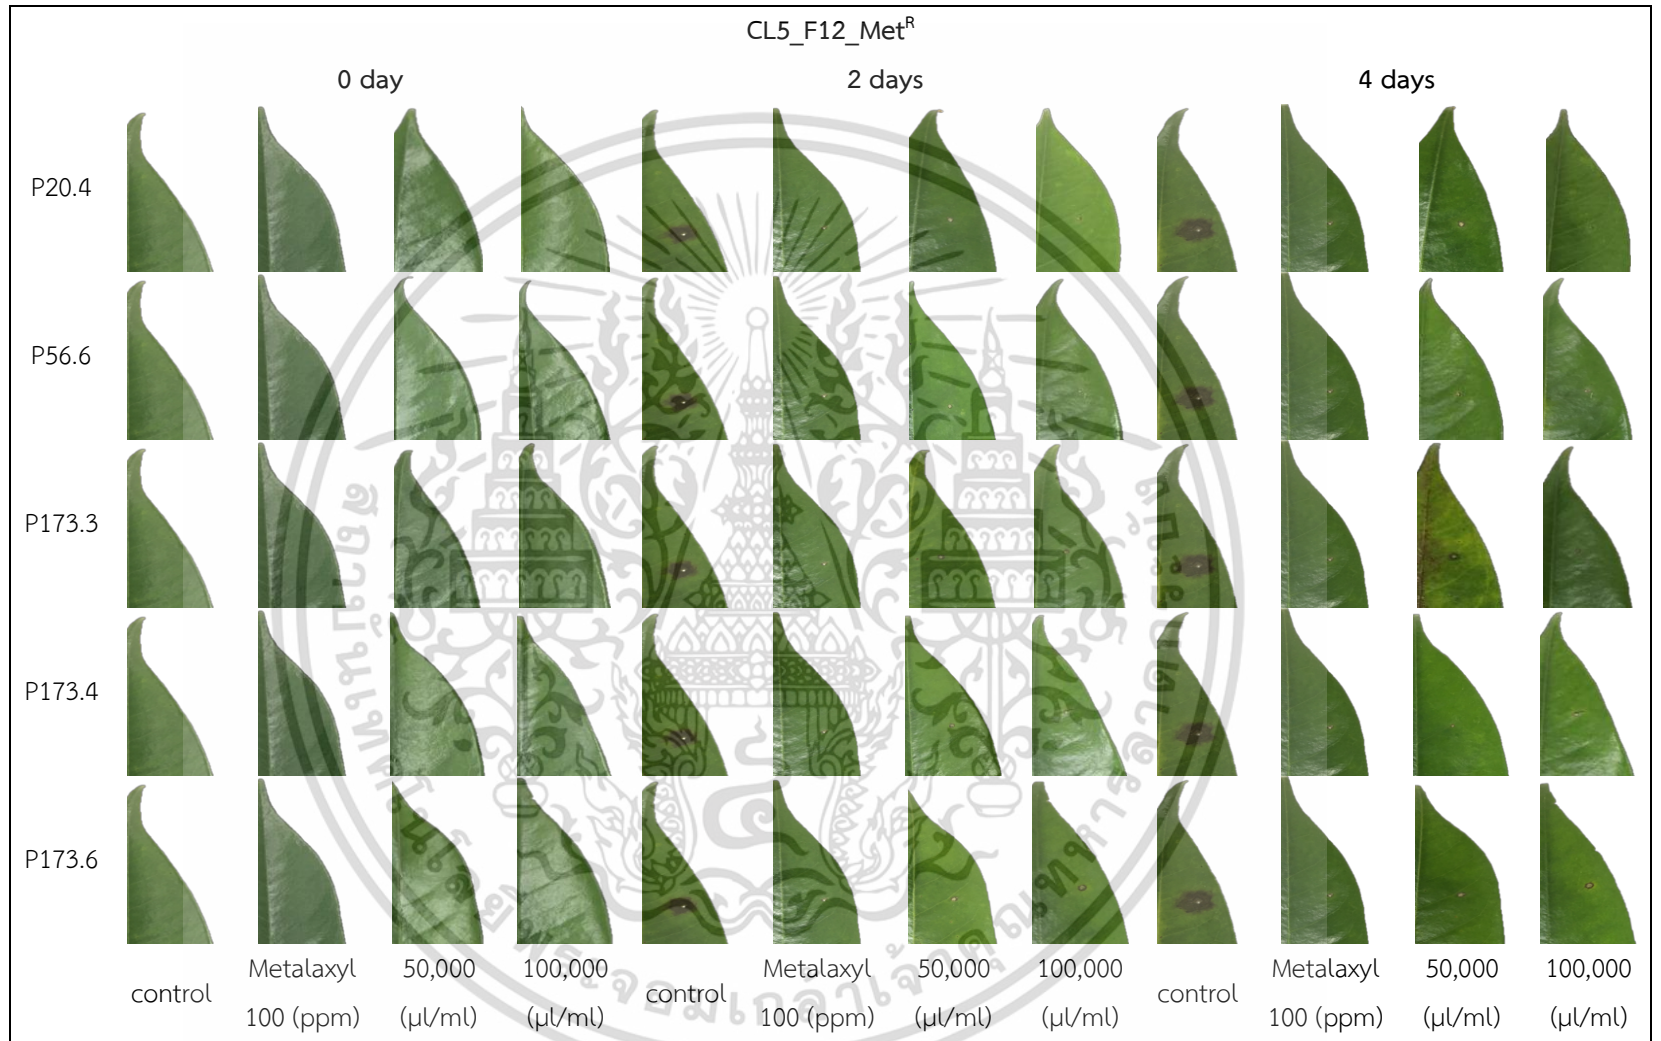 CL5_F12_Metᴿ
0 day 2 days 4 days
P20.4
P56.6
P173.3
P173.4
P173.6
control Metalaxyl 100 (ppm) 50,000 (µl/ml) 100,000 (µl/ml) control Metalaxyl 100 (ppm) 50,000 (µl/ml) 100,000 (µl/ml) control Metalaxyl 100 (ppm) 50,000 (µl/ml) 100,000 (µl/ml)